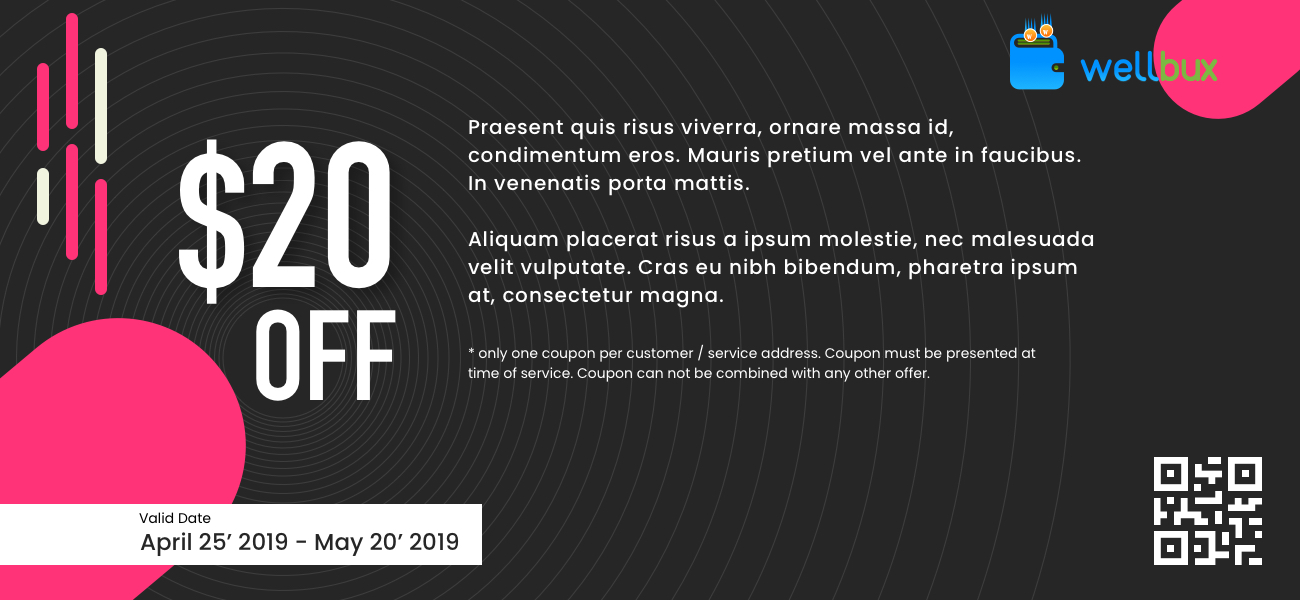 wellbux
$20
OFF
Praesent quis risus viverra, ornare massa id,
condimentum eros. Mauris pretium vel ante in faucibus.
In venenatis porta mattis.
Aliquam placerat risus a ipsum molestie, nec malesuada
velit vulputate. Cras eu nibh bibendum, pharetra ipsum
at, consectetur magna.
* only one coupon per customer / service address. Coupon must be presented at
time of service. Coupon can not be combined with any other offer.
Valid Date
April 25’ 2019 - May 20’ 2019